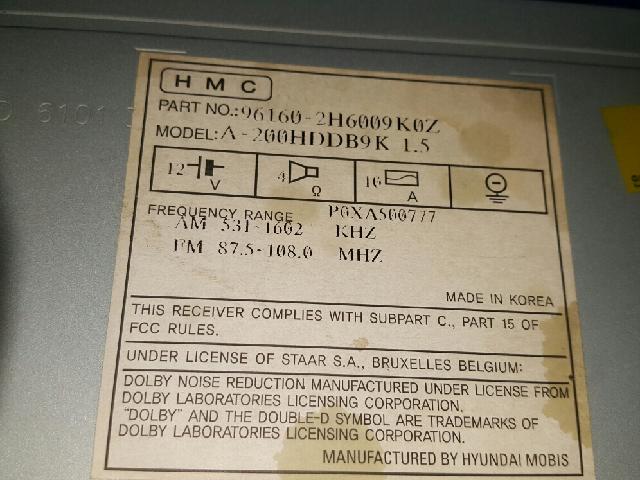 HMC
PART NO.:96160-2H6009K0Z
MODEL:A-200HDDB9K 1.5
12 V
4 Ω
16 A
FREQUENCY RANGE P0XA500777
AM 531-1602 KHZ
FM 87.5-108.0 MHZ
MADE IN KOREA
THIS RECEIVER COMPLIES WITH SUBPART C., PART 15 OF
FCC RULES.
UNDER LICENSE OF STAAR S.A., BRUXELLES BELGIUM:
DOLBY NOISE REDUCTION MANUFACTURED UNDER LICENSE FROM
DOLBY LABORATORIES LICENSING CORPORATION.
"DOLBY" AND THE DOUBLE-D SYMBOL ARE TRADEMARKS OF
DOLBY LABORATORIES LICENSING CORPORATION.
MANUFACTURED BY HYUNDAI MOBIS